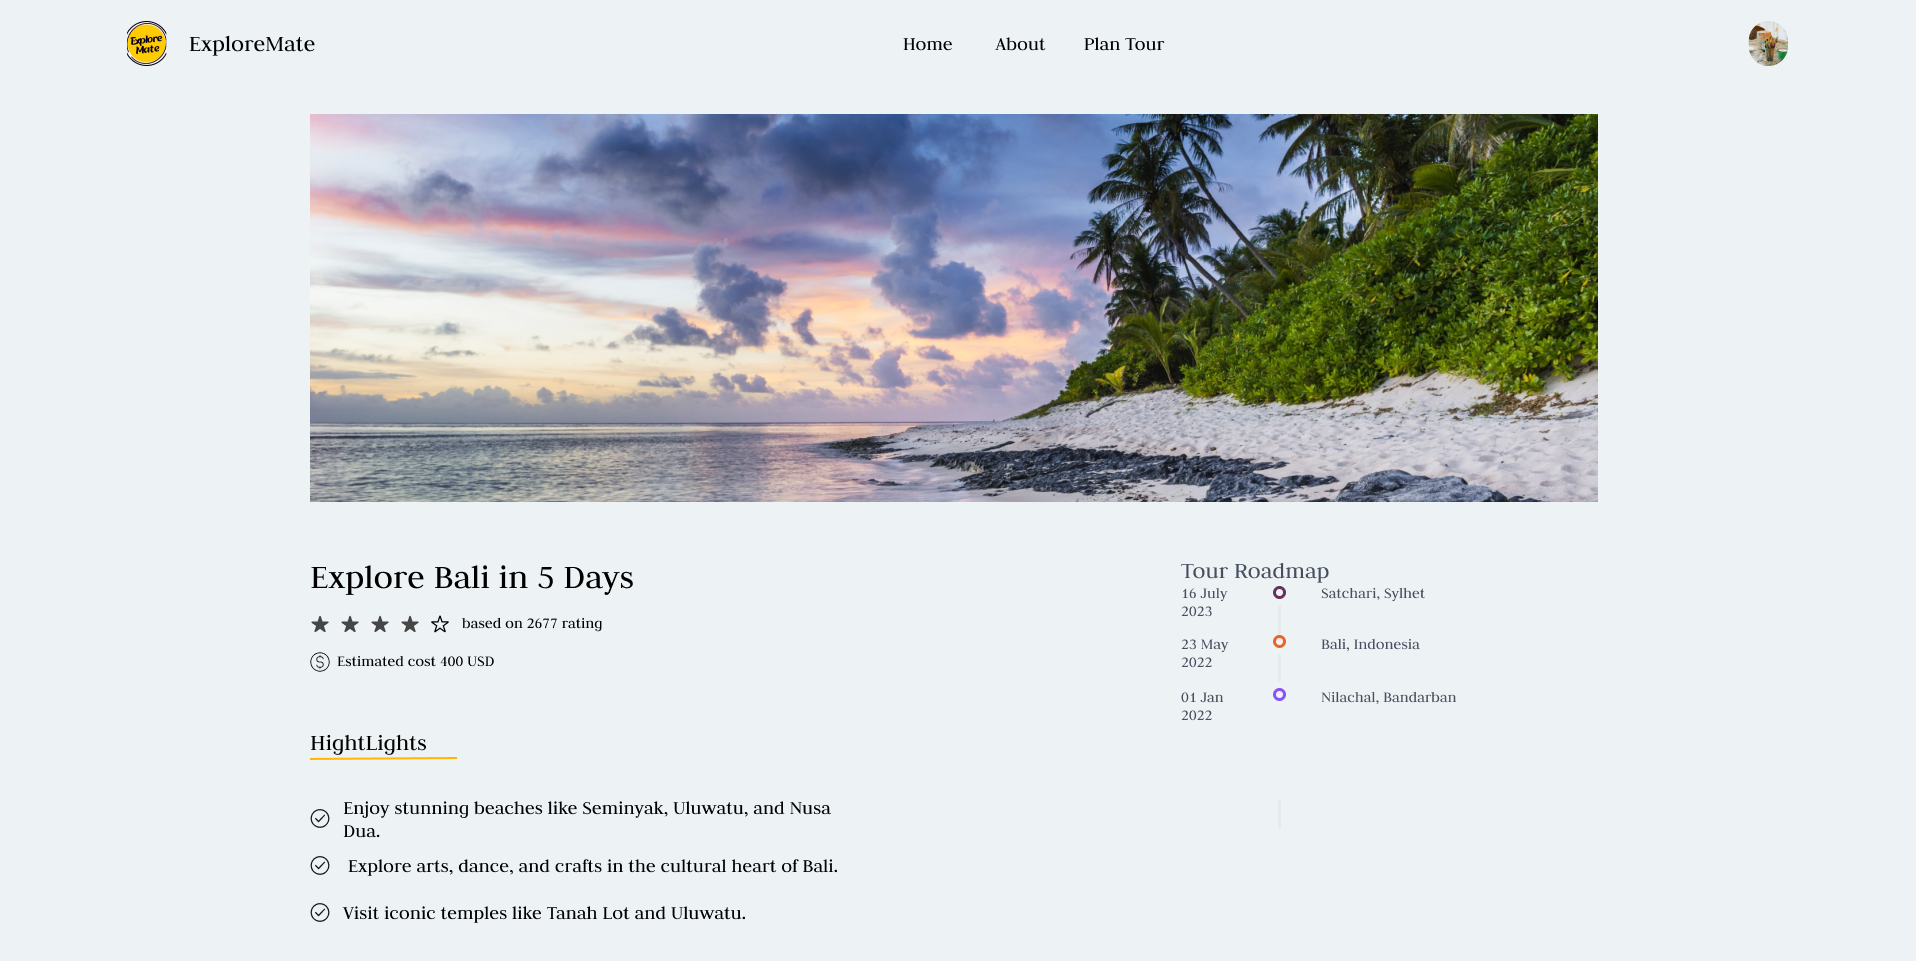 Explore
Mate
ExploreMate
Home
About
Plan Tour
Explore Bali in 5 Days
based on 2677 rating
Estimated cost 400 USD
HightLights
Enjoy stunning beaches like Seminyak, Uluwatu, and Nusa
Dua.
Explore arts, dance, and crafts in the cultural heart of Bali.
Visit iconic temples like Tanah Lot and Uluwatu.
Tour Roadmap
16 July
2023
Satchari, Sylhet
23 May
2022
Bali, Indonesia
01 Jan
2022
Nilachal, Bandarban